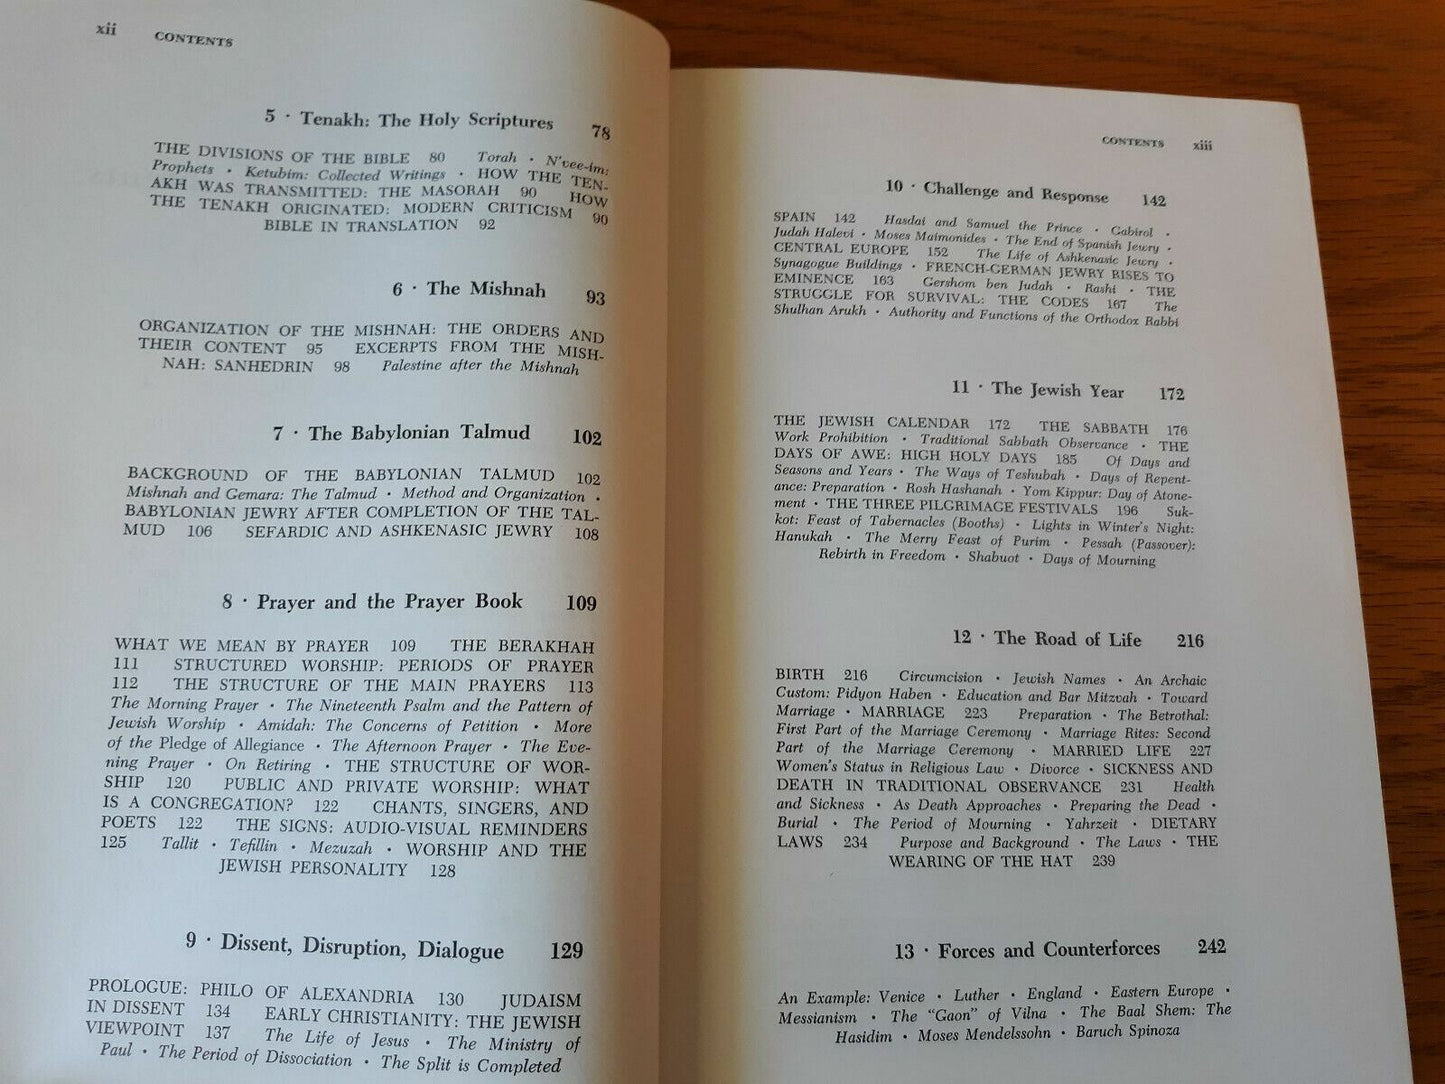 xii CONTENTS
5 · Tenakh: The Holy Scriptures 78
THE DIVISIONS OF THE BIBLE 80 Torah · N'vee-im:
Prophets · Ketubim: Collected Writings · HOW THE TEN-
AKH WAS TRANSMITTED: THE MASORAH 90 HOW
THE TENAKH ORIGINATED: MODERN CRITICISM 90
BIBLE IN TRANSLATION 92
6 · The Mishnah 93
ORGANIZATION OF THE MISHNAH: THE ORDERS AND
THEIR CONTENT 95 EXCERPTS FROM THE MISH-
NAH: SANHEDRIN 98 Palestine after the Mishnah
7 · The Babylonian Talmud 102
BACKGROUND OF THE BABYLONIAN TALMUD 102
Mishnah and Gemara: The Talmud · Method and Organization ·
BABYLONIAN JEWRY AFTER COMPLETION OF THE TAL-
MUD 106 SEFARDIC AND ASHKENASIC JEWRY 108
8 · Prayer and the Prayer Book 109
WHAT WE MEAN BY PRAYER 109 THE BERAKHAH
111 STRUCTURED WORSHIP: PERIODS OF PRAYER
112 THE STRUCTURE OF THE MAIN PRAYERS 113
The Morning Prayer · The Nineteenth Psalm and the Pattern of
Jewish Worship · Amidah: The Concerns of Petition · More
of the Pledge of Allegiance · The Afternoon Prayer · The Eve-
ning Prayer · On Retiring · THE STRUCTURE OF WOR-
SHIP 120 PUBLIC AND PRIVATE WORSHIP: WHAT
IS A CONGREGATION? 122 CHANTS, SINGERS, AND
POETS 122 THE SIGNS: AUDIO-VISUAL REMINDERS
125 Tallit · Tefillin · Mezuzah · WORSHIP AND THE
JEWISH PERSONALITY 128
9 · Dissent, Disruption, Dialogue 129
PROLOGUE: PHILO OF ALEXANDRIA 130 JUDAISM
IN DISSENT 134 EARLY CHRISTIANITY: THE JEWISH
VIEWPOINT 137 The Life of Jesus · The Ministry of
Paul · The Period of Dissociation · The Split is Completed
CONTENTS xiii
10 · Challenge and Response 142
SPAIN 142 Hasdai and Samuel the Prince · Gabirol ·
Judah Halevi · Moses Maimonides · The End of Spanish Jewry ·
CENTRAL EUROPE 152 The Life of Ashkenasic Jewry ·
Synagogue Buildings · FRENCH-GERMAN JEWRY RISES TO
EMINENCE 163 Gershom ben Judah · Rashi · THE
STRUGGLE FOR SURVIVAL: THE CODES 167 The
Shulhan Arukh · Authority and Functions of the Orthodox Rabbi
11 · The Jewish Year 172
THE JEWISH CALENDAR 172 THE SABBATH 176
Work Prohibition · Traditional Sabbath Observance · THE
DAYS OF AWE: HIGH HOLY DAYS 185 Of Days and
Seasons and Years · The Ways of Teshubah · Days of Repent-
ance: Preparation · Rosh Hashanah · Yom Kippur: Day of Atone-
ment · THE THREE PILGRIMAGE FESTIVALS 196 Suk-
kot: Feast of Tabernacles (Booths) · Lights in Winter's Night:
Hanukah · The Merry Feast of Purim · Pessah (Passover):
Rebirth in Freedom · Shabuot · Days of Mourning
12 · The Road of Life 216
BIRTH 216 Circumcision · Jewish Names · An Archaic
Custom: Pidyon Haben · Education and Bar Mitzvah · Toward
Marriage · MARRIAGE 223 Preparation · The Betrothal:
First Part of the Marriage Ceremony · Marriage Rites: Second
Part of the Marriage Ceremony · MARRIED LIFE 227
Women's Status in Religious Law · Divorce · SICKNESS AND
DEATH IN TRADITIONAL OBSERVANCE 231 Health
and Sickness · As Death Approaches · Preparing the Dead ·
Burial · The Period of Mourning · Yahrzeit · DIETARY
LAWS 234 Purpose and Background · The Laws · THE
WEARING OF THE HAT 239
13 · Forces and Counterforces 242
An Example: Venice · Luther · England · Eastern Europe ·
Messianism · The "Gaon" of Vilna · The Baal Shem: The
Hasidim · Moses Mendelssohn · Baruch Spinoza